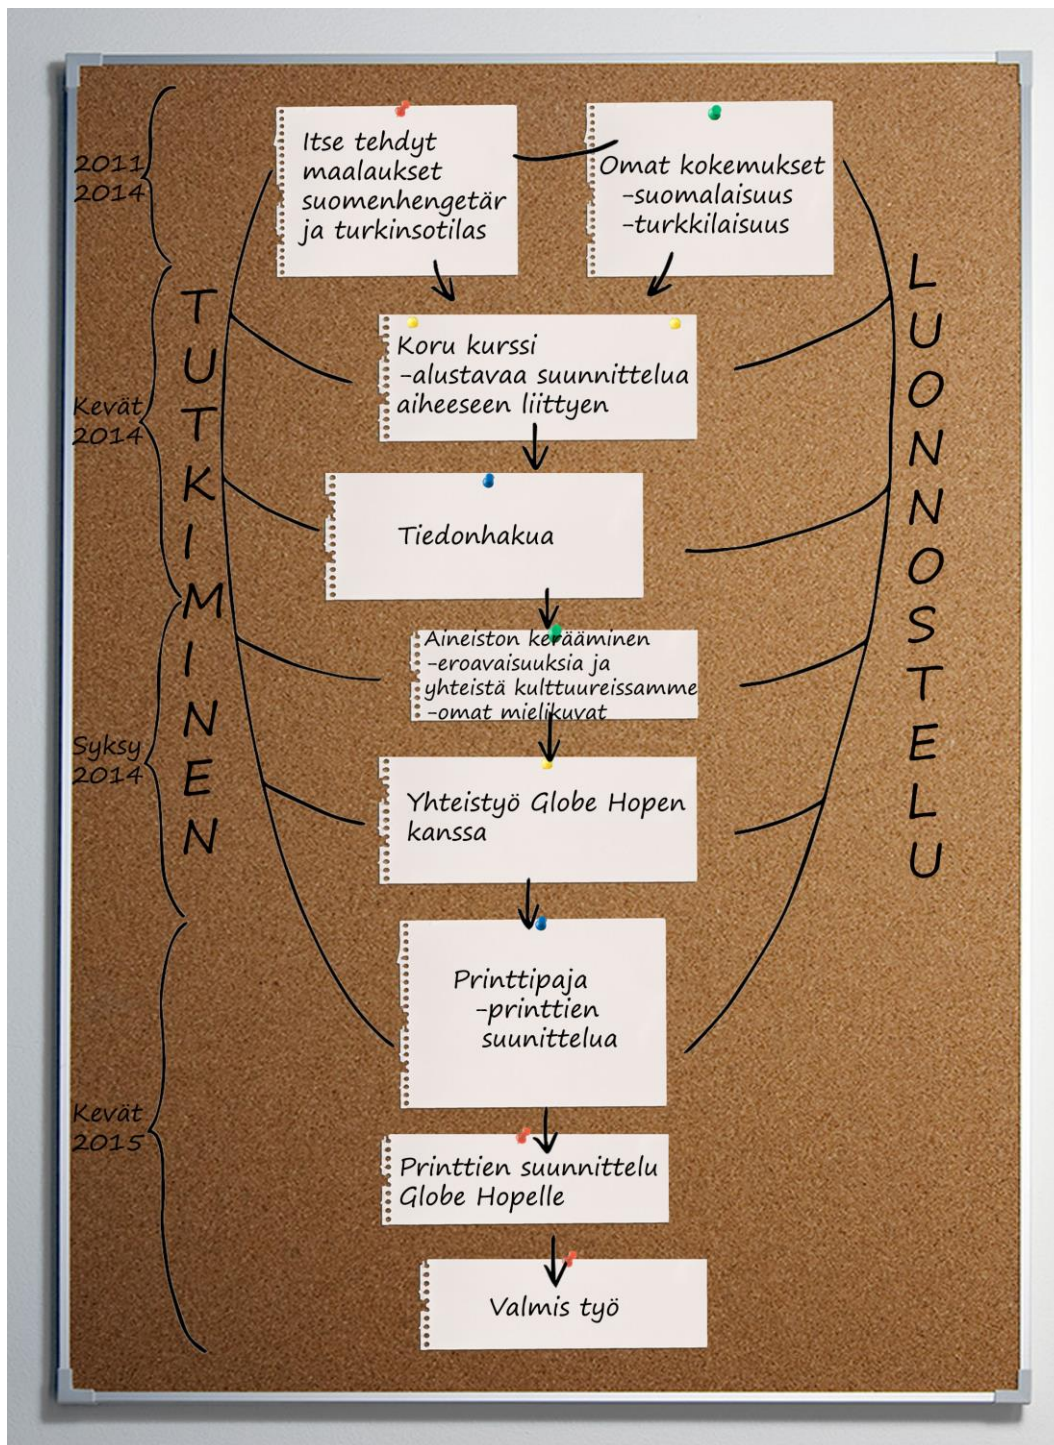 2011
2014
Itse tehdyt
maalaukset
suomenhengetär
ja turkinsotilas
Omat kokemukset
-suomalaisuus
-turkkilaisuus
TUTKIMINEN
LUONNOSTELU
Kevät
2014
Koru kurssi
-alustavaa suunnittelua
aiheeseen liittyen
Tiedonhakua
Syksy
2014
Aineiston kerääminen
-eroavaisuuksia ja
yhteistä kulttuureissamme
-omat mielikuvat
Yhteistyö Globe Hopen
kanssa
Kevät
2015
Printtipaja
-printtien
suunittelua
Printtien suunnittelu
Globe Hopelle
Valmis työ